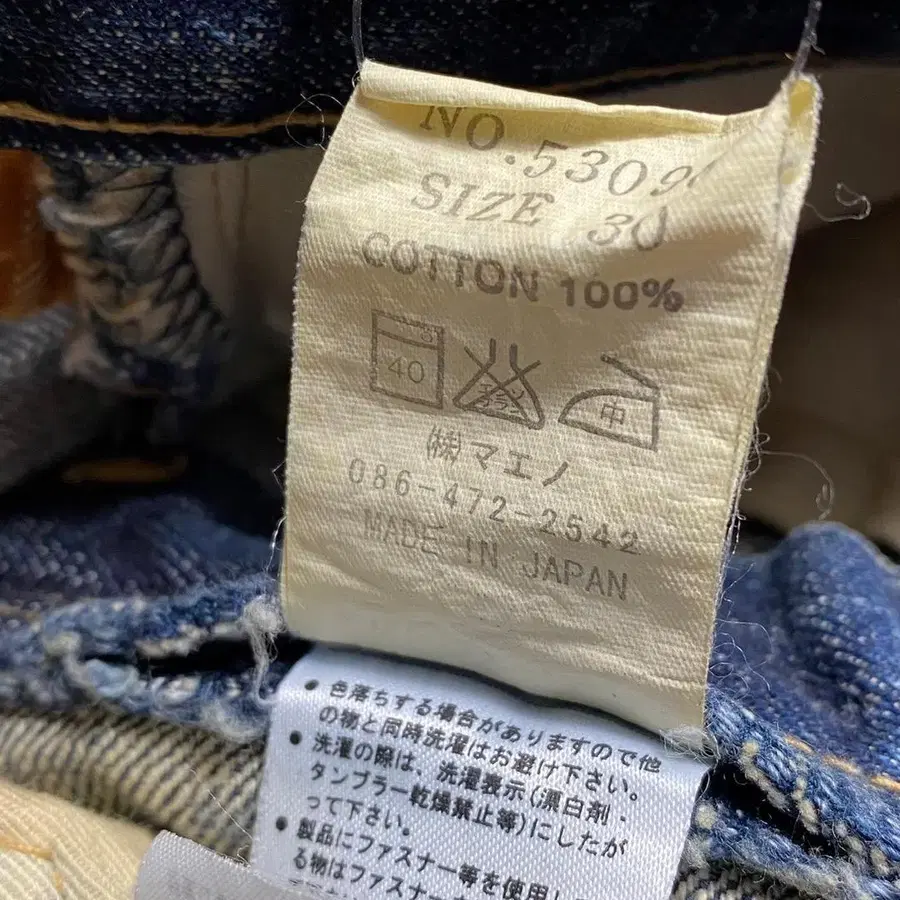 NO.5309
SIZE 30
COTTON 100%
40
中
㈱マエノ
086-472-2542
MADE IN JAPAN
• 色落ちする場合がありますので他
の物と同時洗濯はお避け下さい。
• 洗濯の際は、洗濯表示(漂白剤・
タンブラー乾燥禁止等)にしたが
って下さい。
• 製品にファスナー等を使用し
る物はファスナー